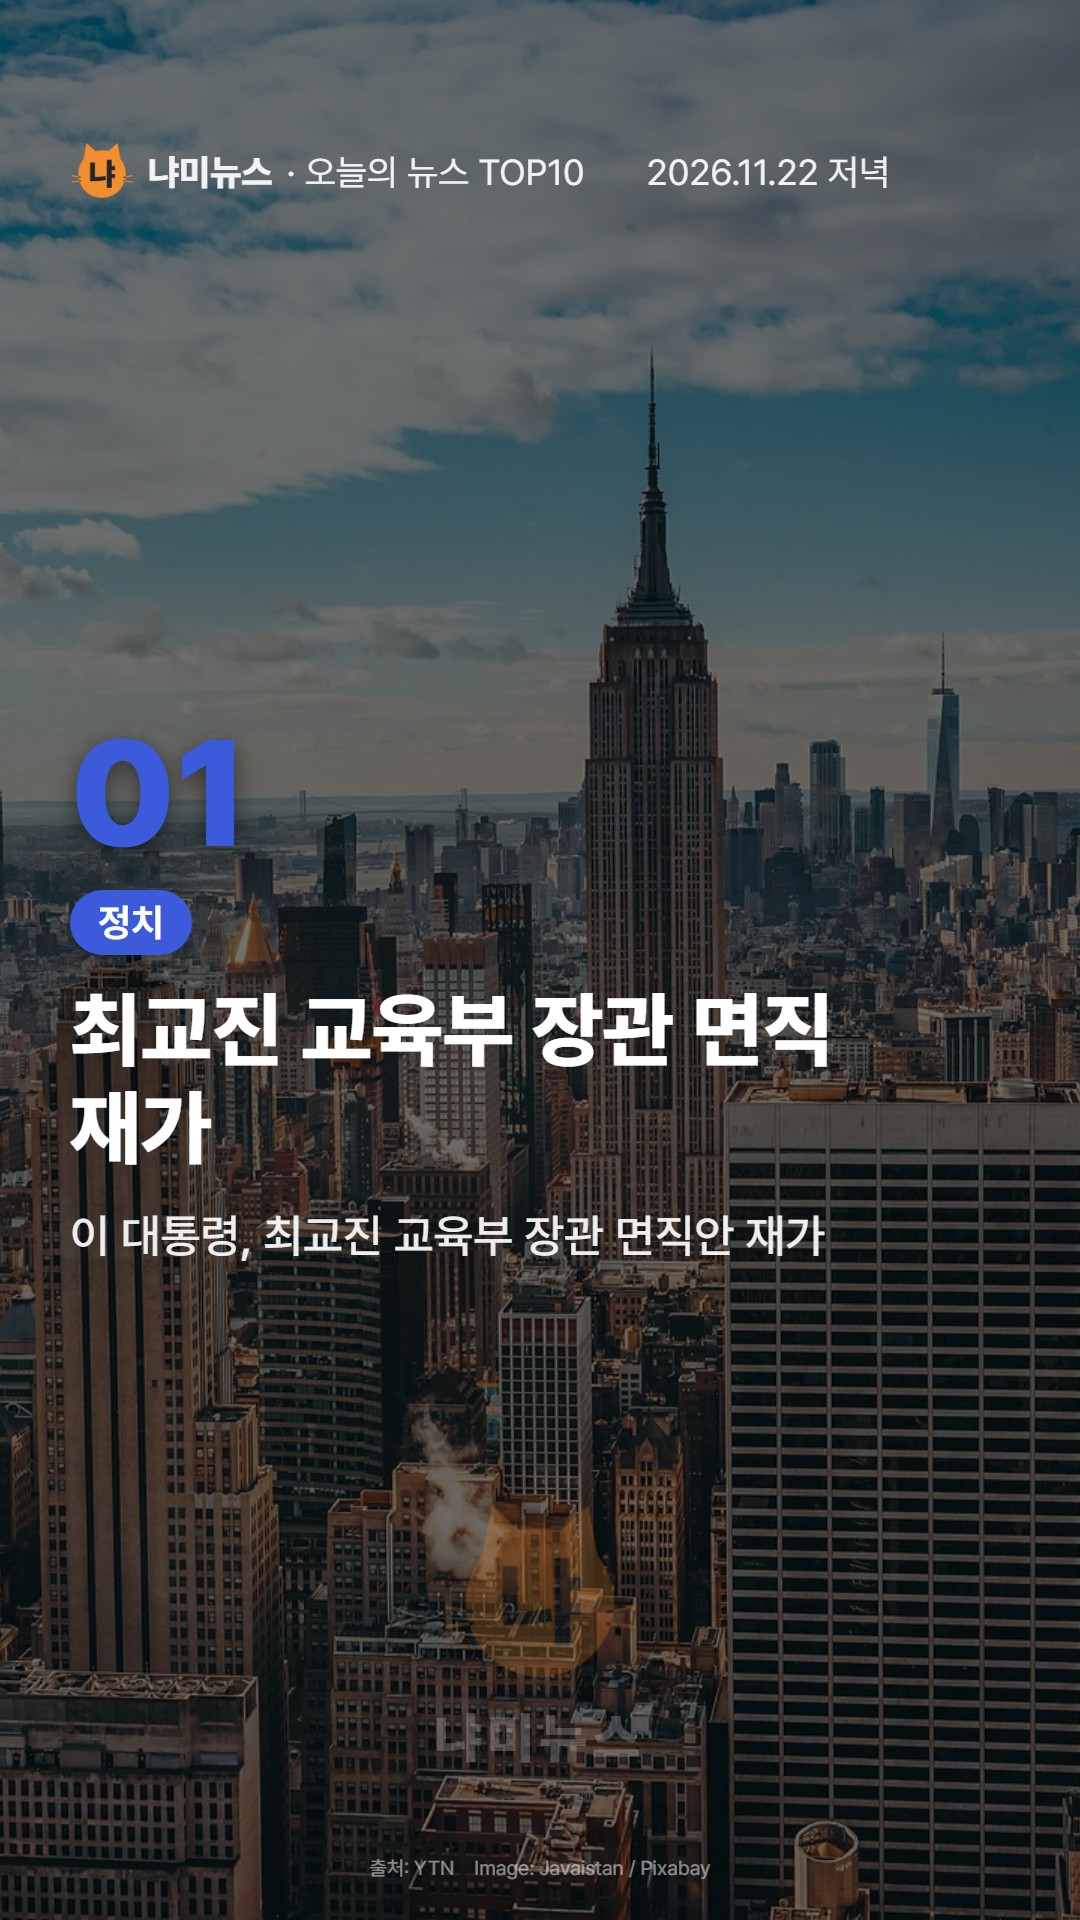 냐 냐미뉴스 · 오늘의 뉴스 TOP10 2026.11.22 저녁
01
정치
최교진 교육부 장관 면직
재가
이 대통령, 최교진 교육부 장관 면직안 재가
냐미뉴스
출처: YTN Image: Javaistan / Pixabay